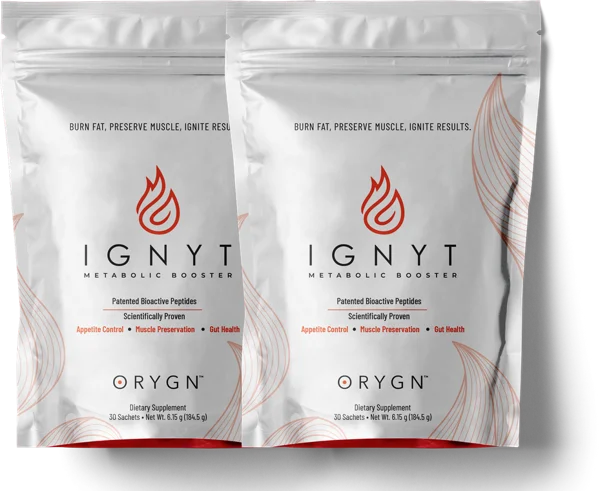 BURN FAT, PRESERVE MUSCLE, IGNITE RESU
IGNYT
METABOLIC BOOSTER
Patented Bioactive Peptides
Scientifically Proven
Appetite Control • Muscle Preservation • Gut Health
ORYGN™
Dietary Supplement
30 Sachets • Net Wt. 6.15 g (184.5 g)
BURN FAT, PRESERVE MUSCLE, IGNITE RESULTS.
IGNYT
METABOLIC BOOSTER
Patented Bioactive Peptides
Scientifically Proven
Appetite Control • Muscle Preservation • Gut Health
ORYGN™
Dietary Supplement
30 Sachets • Net Wt. 6.15 g (184.5 g)